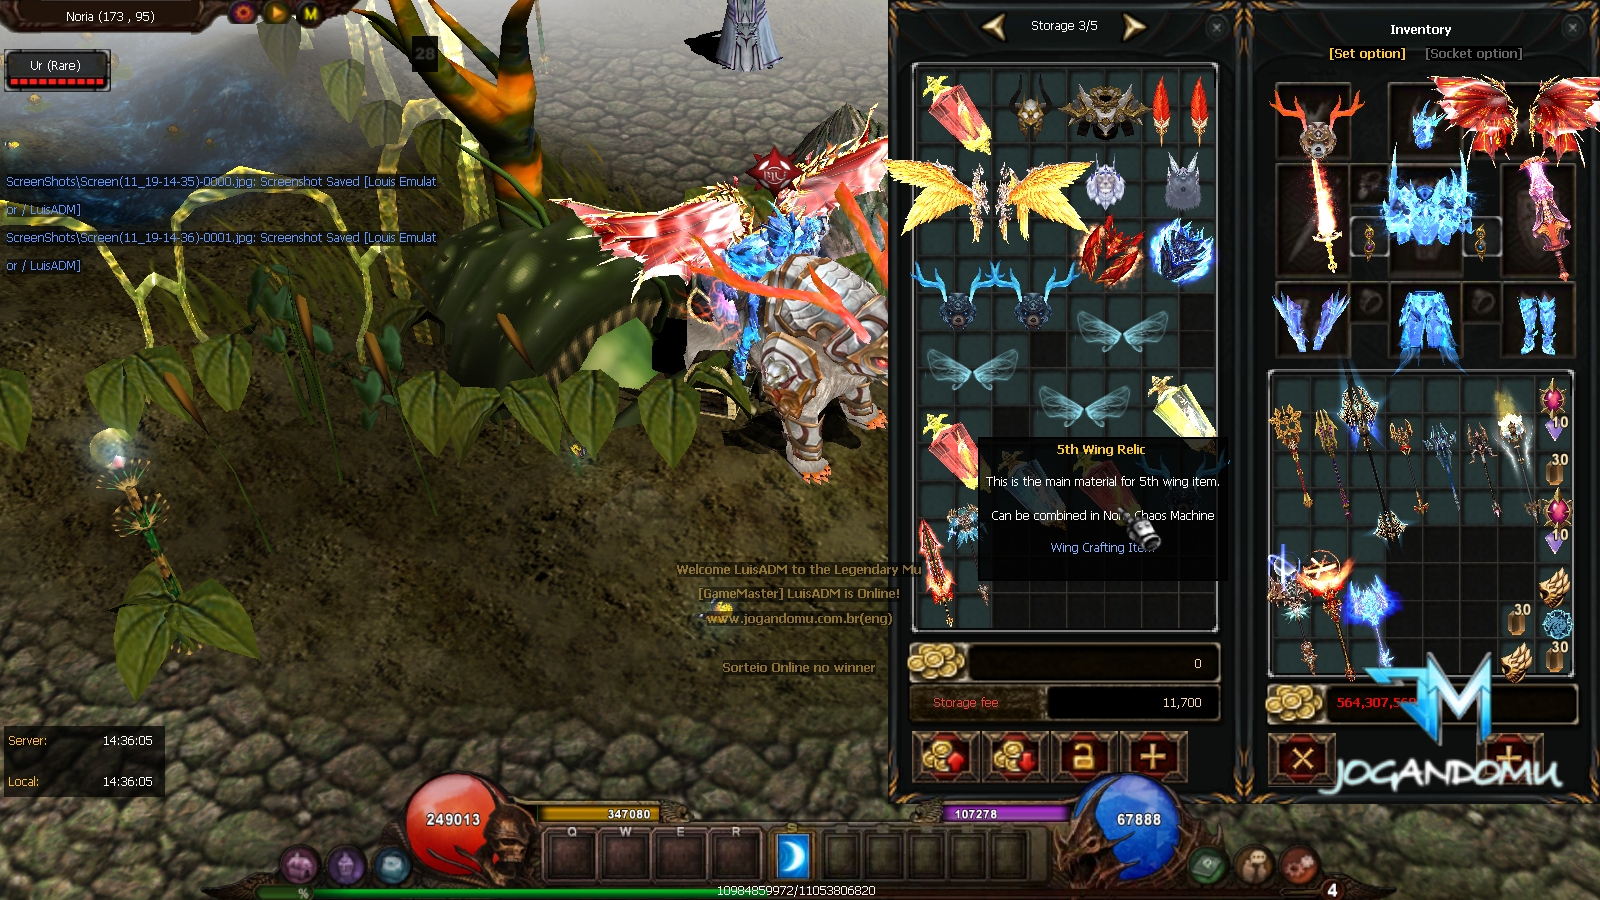 Noria (173 , 95)
M
Ur (Rare)
28
ScreenShots\Screen(11_19-14-35)-0000.jpg: Screenshot Saved [Louis Emulat
or / LuisADM]
ScreenShots\Screen(11_19-14-36)-0001.jpg: Screenshot Saved [Louis Emulat
or / LuisADM]
MU
Welcome LuisADM to the Legendary Mu
[GameMaster] LuisADM is Online!
www.jogandomu.com.br(eng)
Sorteio Online no winner
Server: 14:36:05
Local: 14:36:05
Storage 3/5
5th Wing Relic
This is the main material for 5th wing item.
Can be combined in Chaos Machine
Wing Crafting
0
Storage fee 11,700
Inventory
[Set option] [Socket option]
10
30
10
30
30
JM
JOGANDOMU
249013
347080
107278
67888
Q W E R S
% 10984859972/11053806820
4